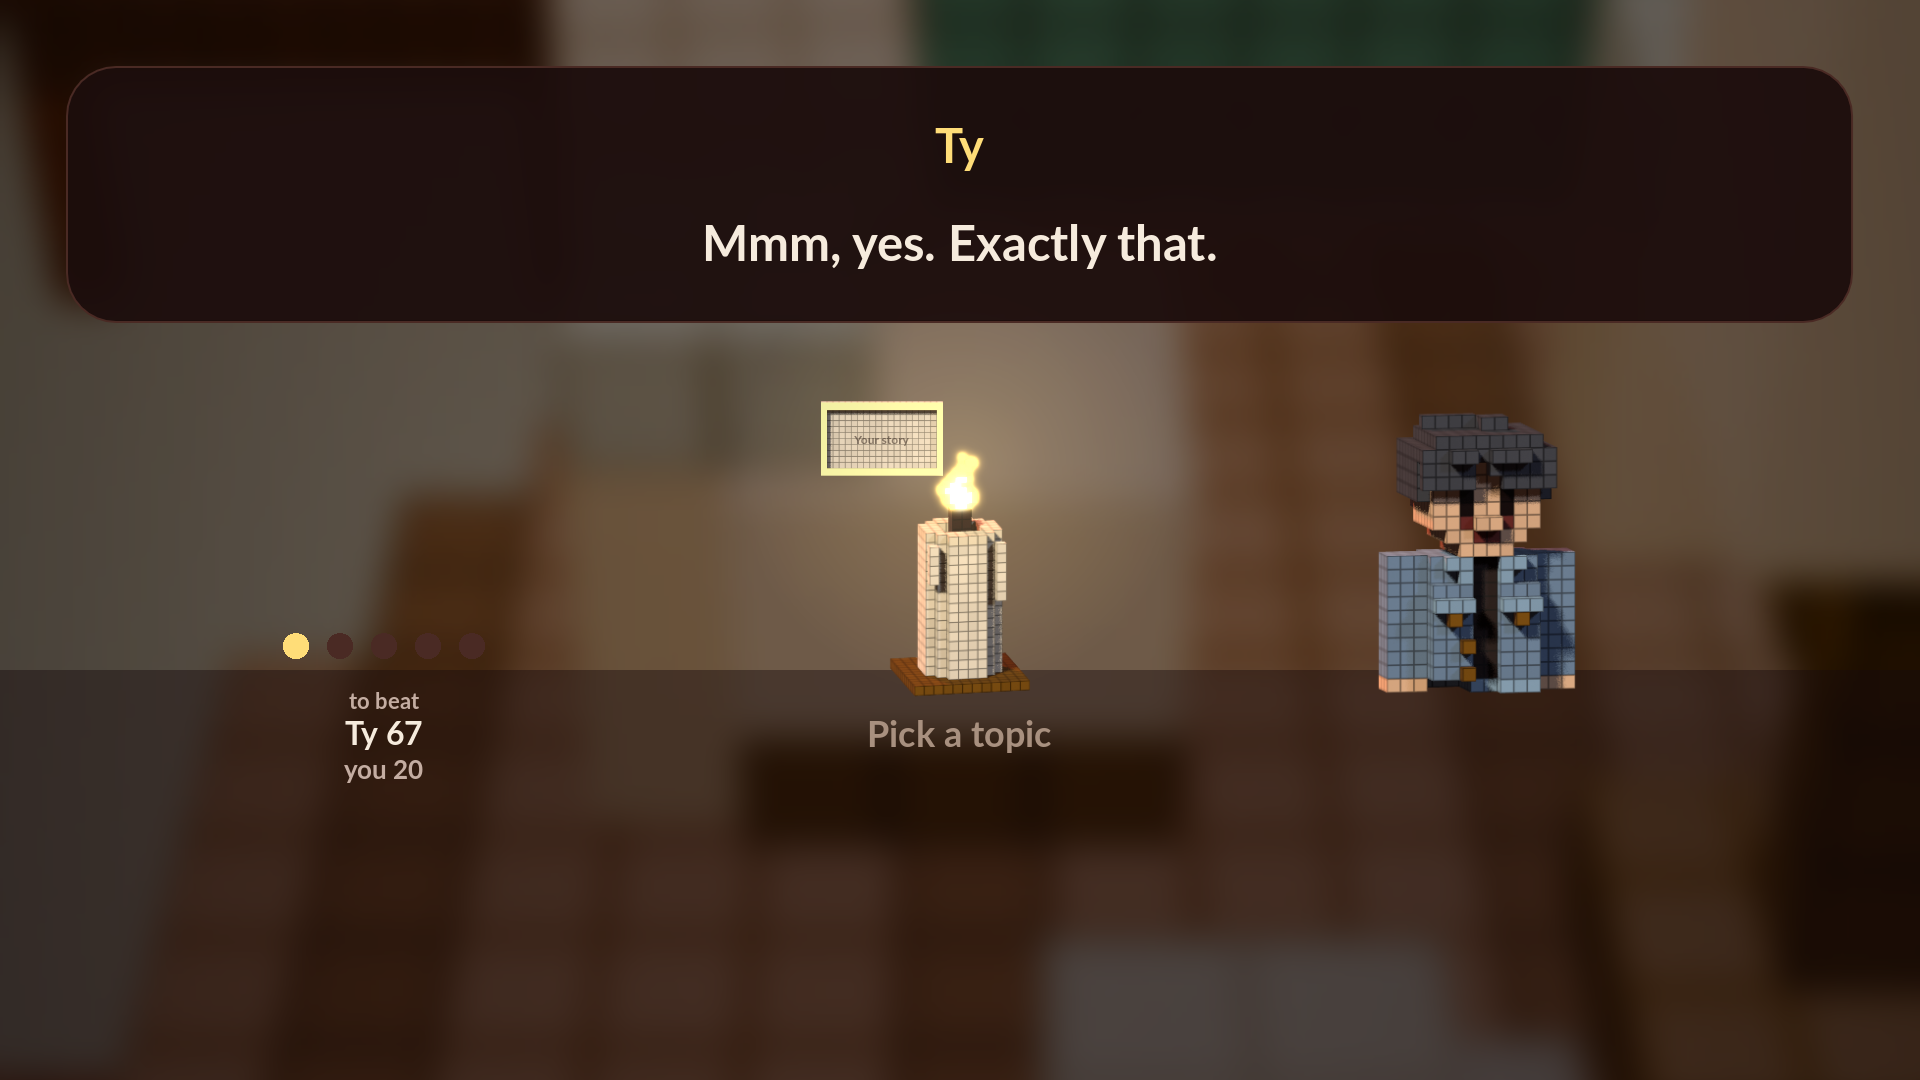 Ty
Mmm, yes. Exactly that.
Your story
to beat
Ty 67
you 20
Pick a topic